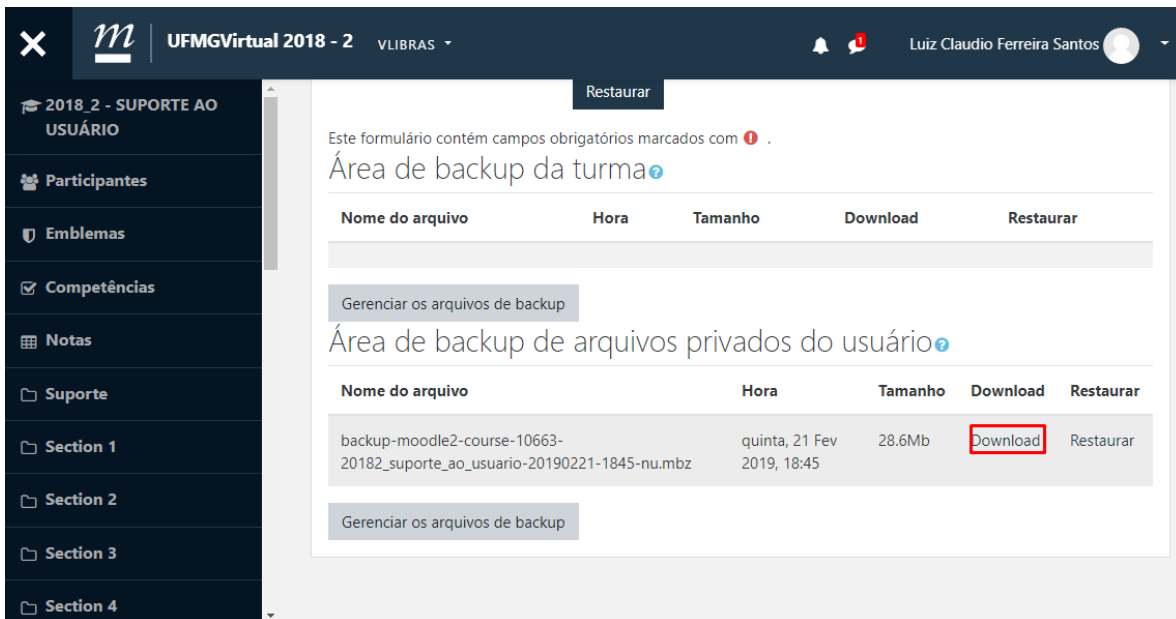 m UFMGVirtual 2018 - 2 VLIBRAS 1 Luiz Claudio Ferreira Santos
2018_2 - SUPORTE AO
USUÁRIO
Participantes
Emblemas
Competências
Notas
Suporte
Section 1
Section 2
Section 3
Section 4
Restaurar
Este formulário contém campos obrigatórios marcados com .
Área de backup da turma
Nome do arquivo Hora Tamanho Download Restaurar
Gerenciar os arquivos de backup
Área de backup de arquivos privados do usuário
Nome do arquivo Hora Tamanho Download Restaurar
backup-moodle2-course-10663- quinta, 21 Fev 28.6Mb Download Restaurar
20182_suporte_ao_usuario-20190221-1845-nu.mbz 2019, 18:45
Gerenciar os arquivos de backup